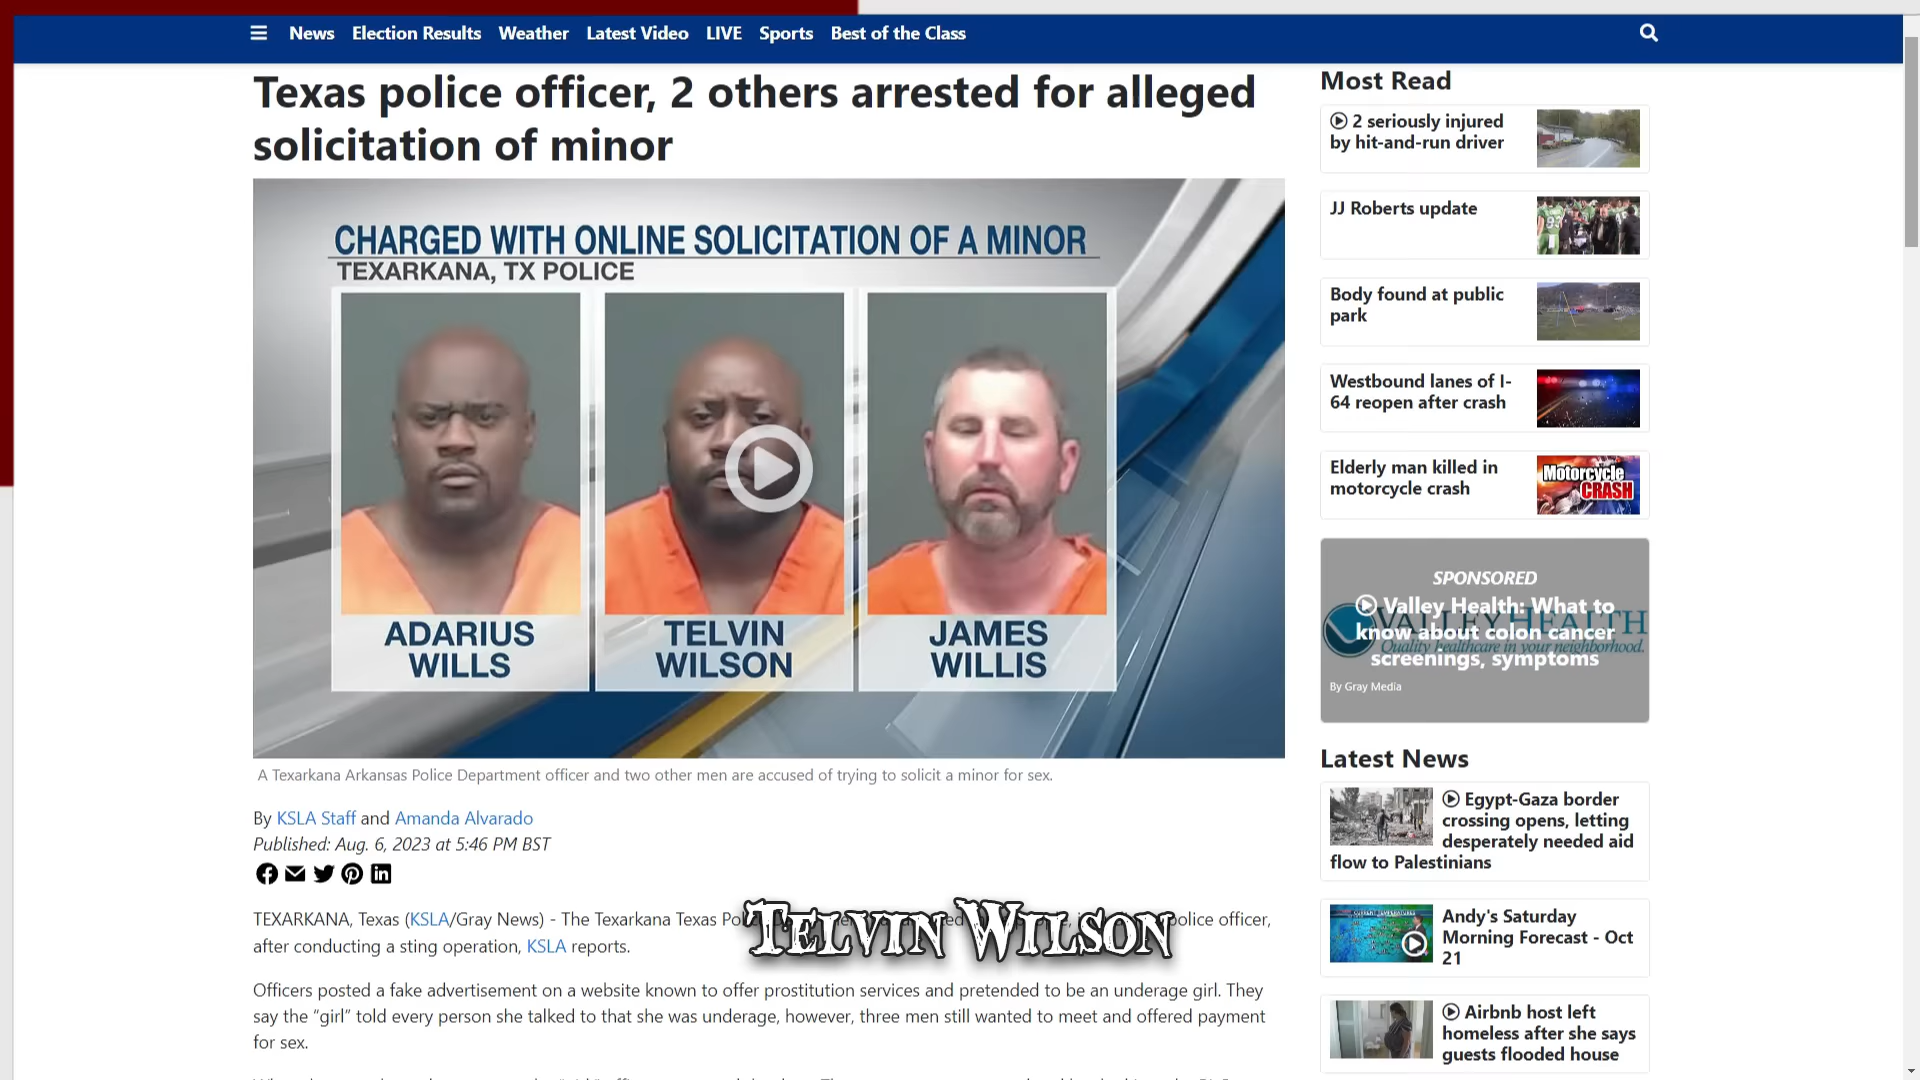 News Election Results Weather Latest Video LIVE Sports Best of the Class
Texas police officer, 2 others arrested for alleged
solicitation of minor
CHARGED WITH ONLINE SOLICITATION OF A MINOR
TEXARKANA, TX POLICE
ADARIUS
WILLS
TELVIN
WILSON
JAMES
WILLIS
A Texarkana Arkansas Police Department officer and two other men are accused of trying to solicit a minor for sex.
By KSLA Staff and Amanda Alvarado
Published: Aug. 6, 2023 at 5:46 PM BST
TEXARKANA, Texas (KSLA/Gray News) - The Texarkana Texas police officer,
after conducting a sting operation, KSLA reports.
Telvin Wilson
Officers posted a fake advertisement on a website known to offer prostitution services and pretended to be an underage girl. They
say the “girl” told every person she talked to that she was underage, however, three men still wanted to meet and offered payment
for sex.
Most Read
2 seriously injured
by hit-and-run driver
JJ Roberts update
Body found at public
park
Westbound lanes of I-
64 reopen after crash
Elderly man killed in
motorcycle crash
Motorcycle
CRASH
SPONSORED
Valley Health: What to
know about colon cancer
screenings, symptoms
VALLEY HEALTH
Quality healthcare in your neighborhood.
By Gray Media
Latest News
Egypt-Gaza border
crossing opens, letting
desperately needed aid
flow to Palestinians
CURRENT TEMPERATURES
Andy's Saturday
Morning Forecast - Oct
21
Airbnb host left
homeless after she says
guests flooded house